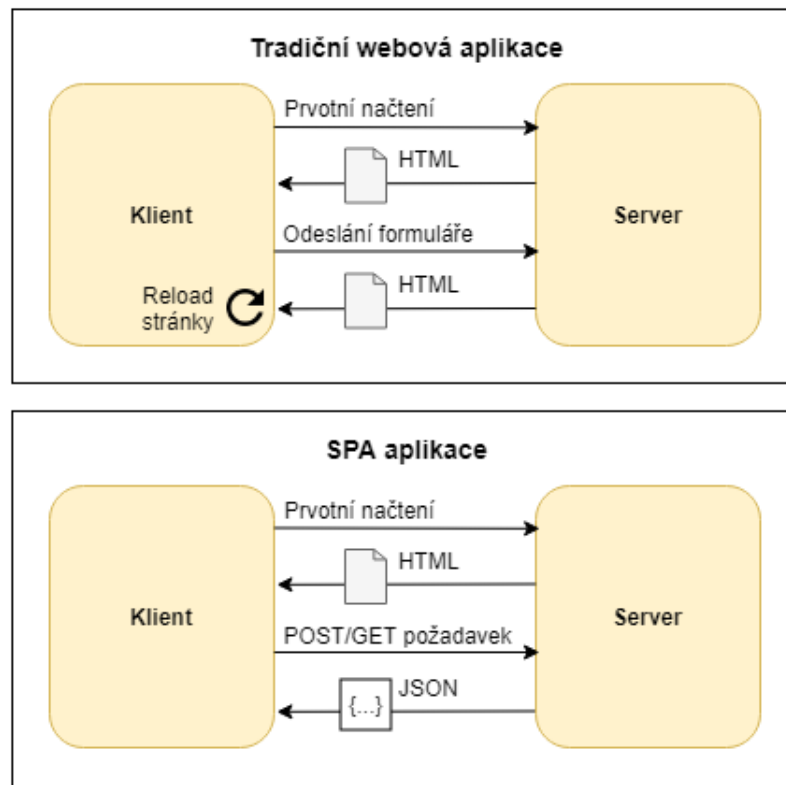 Tradiční webová aplikace
Prvotní načtení
HTML
Klient
Server
Odeslání formuláře
HTML
Reload
stránky
SPA aplikace
Prvotní načtení
HTML
Klient
Server
POST/GET požadavek
JSON
{...}